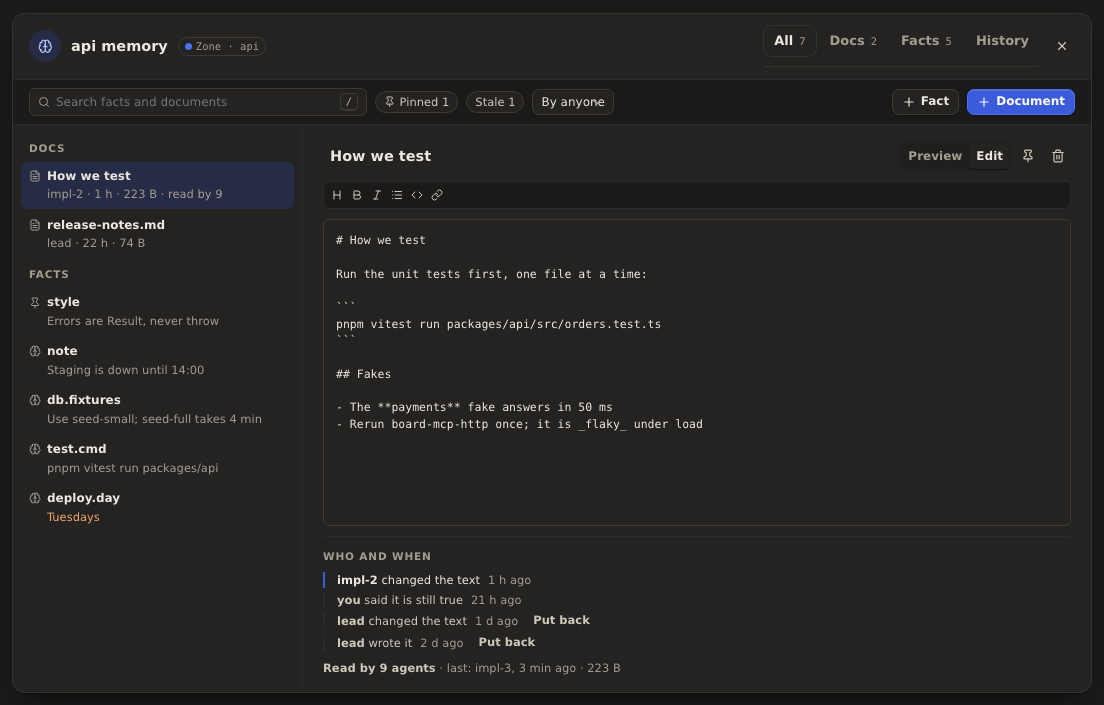 api memory
Zone · api
All 7
Docs 2
Facts 5
History
Search facts and documents
/
Pinned 1
Stale 1
By anyone
Fact
Document
DOCS
How we test
impl-2 · 1 h · 223 B · read by 9
release-notes.md
lead · 22 h · 74 B
FACTS
style
Errors are Result, never throw
note
Staging is down until 14:00
db.fixtures
Use seed-small; seed-full takes 4 min
test.cmd
pnpm vitest run packages/api
deploy.day
Tuesdays
How we test
Preview
Edit
# How we test
Run the unit tests first, one file at a time:
```
pnpm vitest run packages/api/src/orders.test.ts
```
## Fakes
- The **payments** fake answers in 50 ms
- Rerun board-mcp-http once; it is _flaky_ under load
WHO AND WHEN
impl-2 changed the text 1 h ago
you said it is still true 21 h ago
lead changed the text 1 d ago Put back
lead wrote it 2 d ago Put back
Read by 9 agents · last: impl-3, 3 min ago · 223 B